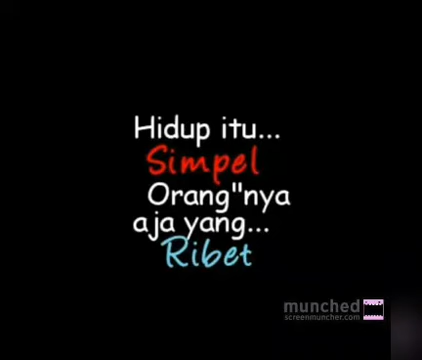 Hidup itu...
Simpel
Orang"nya
aja yang...
Ribet
munched
screenmuncher.com